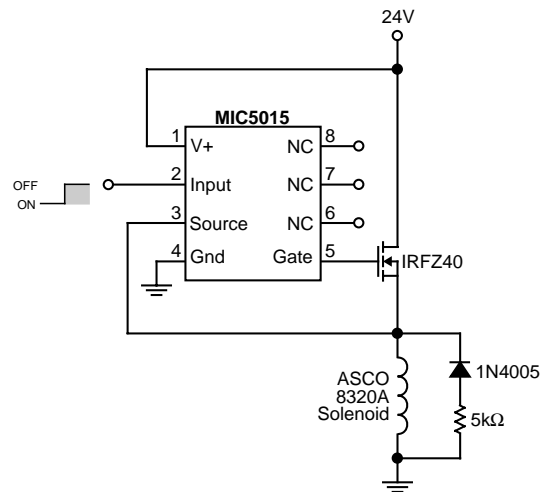 24V
MIC5015
1 V+ NC 8
OFF
ON
2 Input NC 7
3 Source NC 6
4 Gnd Gate 5
IRFZ40
ASCO
8320A
Solenoid
1N4005
5kΩ